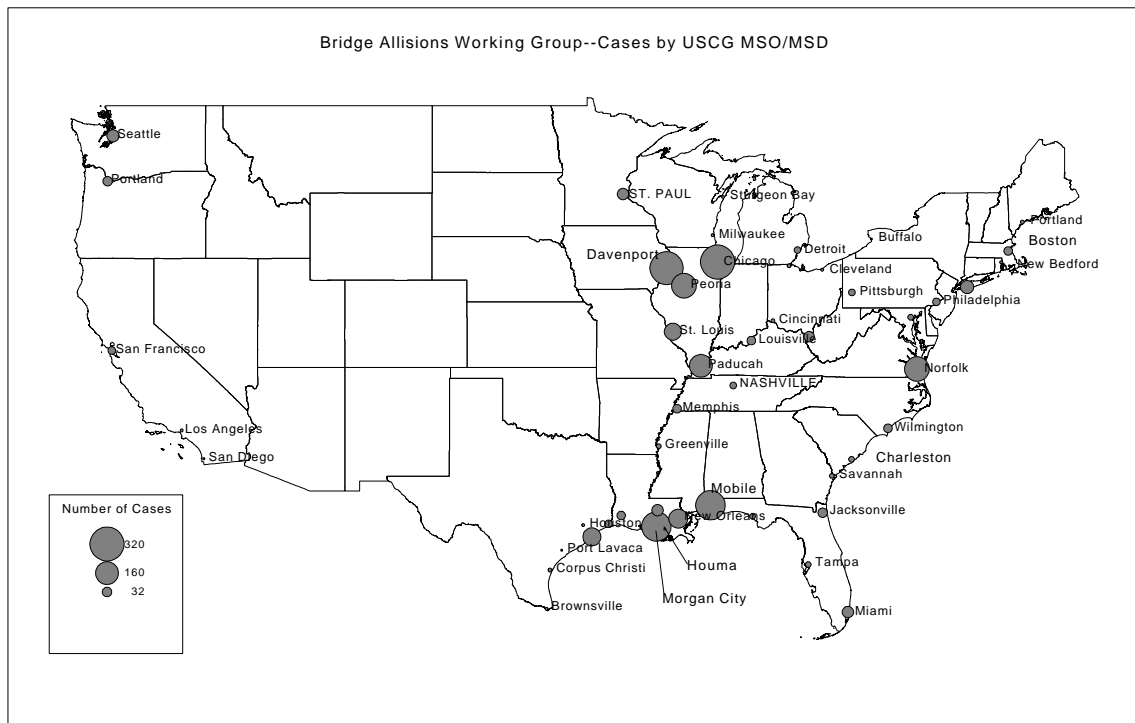 Bridge Allisions Working Group--Cases by USCG MSO/MSD
Seattle
Portland
ST. PAUL
Sturgeon Bay
Milwaukee
Detroit
Buffalo
Portland
Boston
New Bedford
Davenport
Chicago
Cleveland
Peoria
Pittsburgh
Philadelphia
San Francisco
St. Louis
Cincinnati
Louisville
Paducah
Norfolk
NASHVILLE
Los Angeles
Memphis
Wilmington
San Diego
Greenville
Charleston
Savannah
Mobile
Jacksonville
Houston
New Orleans
Port Lavaca
Houma
Corpus Christi
Tampa
Morgan City
Brownsville
Miami
Number of Cases
320
160
32